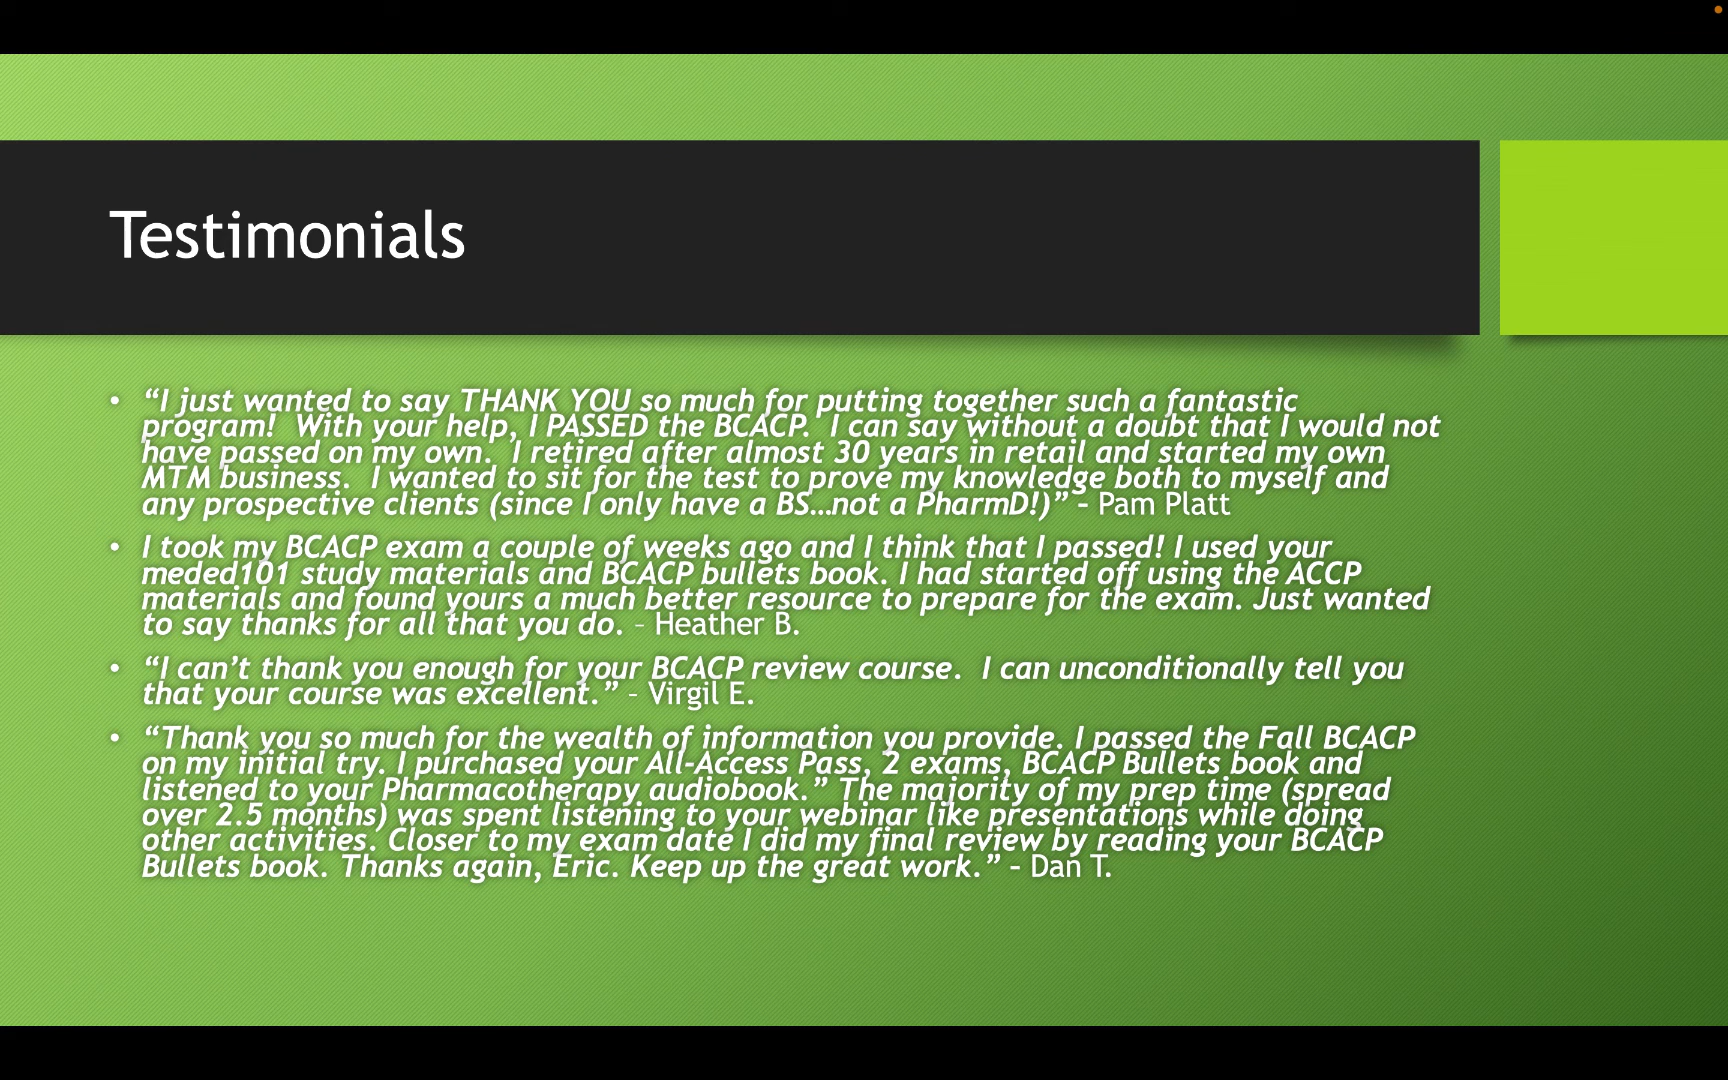 Testimonials
• “I just wanted to say THANK YOU so much for putting together such a fantastic
program!  With your help, I PASSED the BCACP.  I can say without a doubt that I would not
have passed on my own.  I retired after almost 30 years in retail and started my own
MTM business.  I wanted to sit for the test to prove my knowledge both to myself and
any prospective clients (since I only have a BS…not a PharmD!)” – Pam Platt
• I took my BCACP exam a couple of weeks ago and I think that I passed! I used your
meded101 study materials and BCACP bullets book. I had started off using the ACCP
materials and found yours a much better resource to prepare for the exam. Just wanted
to say thanks for all that you do. – Heather B.
• “I can’t thank you enough for your BCACP review course.  I can unconditionally tell you
that your course was excellent.” – Virgil E.
• “Thank you so much for the wealth of information you provide. I passed the Fall BCACP
on my initial try. I purchased your All-Access Pass, 2 exams, BCACP Bullets book and
listened to your Pharmacotherapy audiobook.” The majority of my prep time (spread
over 2.5 months) was spent listening to your webinar like presentations while doing
other activities. Closer to my exam date I did my final review by reading your BCACP
Bullets book. Thanks again, Eric. Keep up the great work.” – Dan T.